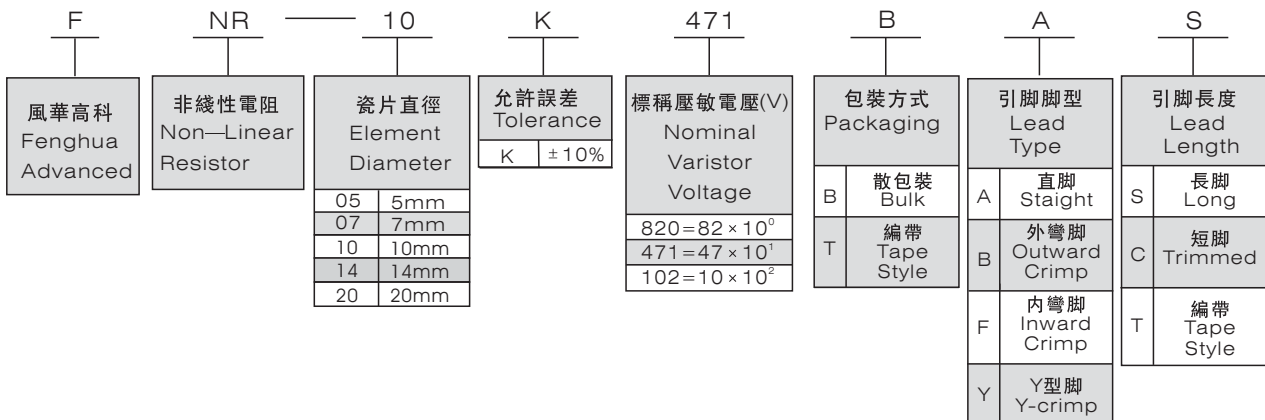 F
NR
10
K
471
B
A
S
風華高科
Fenghua
Advanced
非綫性電阻
Non—Linear
Resistor
瓷片直徑
Element
Diameter
05 5mm
07 7mm
10 10mm
14 14mm
20 20mm
允許誤差
Tolerance
K ±10%
標稱壓敏電壓(V)
Nominal
Varistor
Voltage
820=82×10⁰
471=47×10¹
102=10×10²
包裝方式
Packaging
B 散包裝
Bulk
T 編帶
Tape
Style
引脚脚型
Lead
Type
A 直脚
Staight
B 外彎脚
Outward
Crimp
F 内彎脚
Inward
Crimp
Y Y型脚
Y-crimp
引脚長度
Lead
Length
S 長脚
Long
C 短脚
Trimmed
T 編帶
Tape
Style